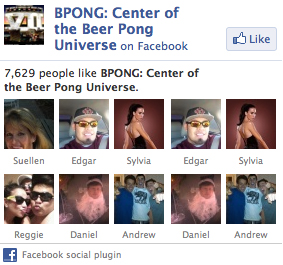 BPONG: Center of
the Beer Pong
Universe on Facebook
Like
7,629 people like BPONG: Center of
the Beer Pong Universe.
Suellen Edgar Sylvia Edgar Sylvia
Reggie Daniel Andrew Daniel Andrew
Facebook social plugin